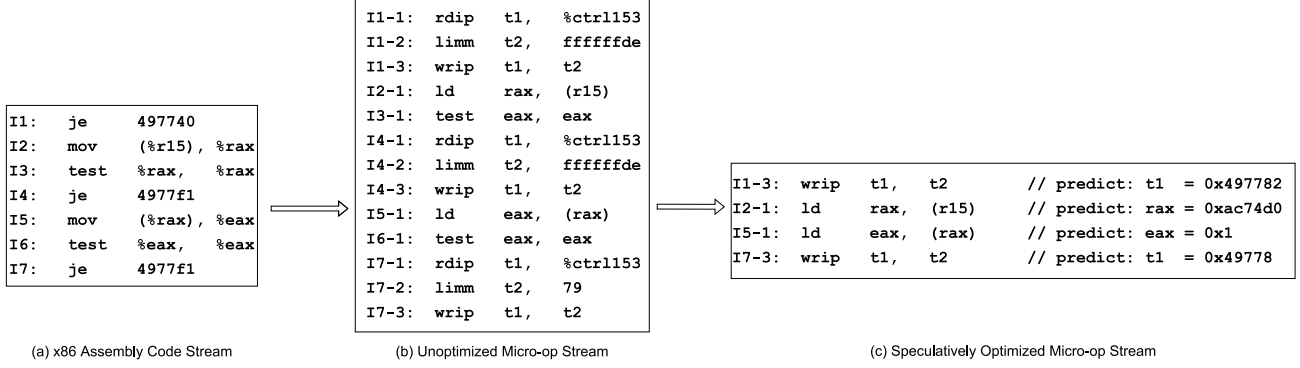 I1: je 497740
I2: mov (%r15), %rax
I3: test %rax, %rax
I4: je 4977f1
I5: mov (%rax), %eax
I6: test %eax, %eax
I7: je 4977f1
(a) x86 Assembly Code Stream
I1-1: rdip t1, %ctrl153
I1-2: limm t2, ffffffde
I1-3: wrip t1, t2
I2-1: ld rax, (r15)
I3-1: test eax, eax
I4-1: rdip t1, %ctrl153
I4-2: limm t2, ffffffde
I4-3: wrip t1, t2
I5-1: ld eax, (rax)
I6-1: test eax, eax
I7-1: rdip t1, %ctrl153
I7-2: limm t2, 79
I7-3: wrip t1, t2
(b) Unoptimized Micro-op Stream
I1-3: wrip t1, t2 // predict: t1 = 0x497782
I2-1: ld rax, (r15) // predict: rax = 0xac74d0
I5-1: ld eax, (rax) // predict: eax = 0x1
I7-3: wrip t1, t2 // predict: t1 = 0x49778
(c) Speculatively Optimized Micro-op Stream